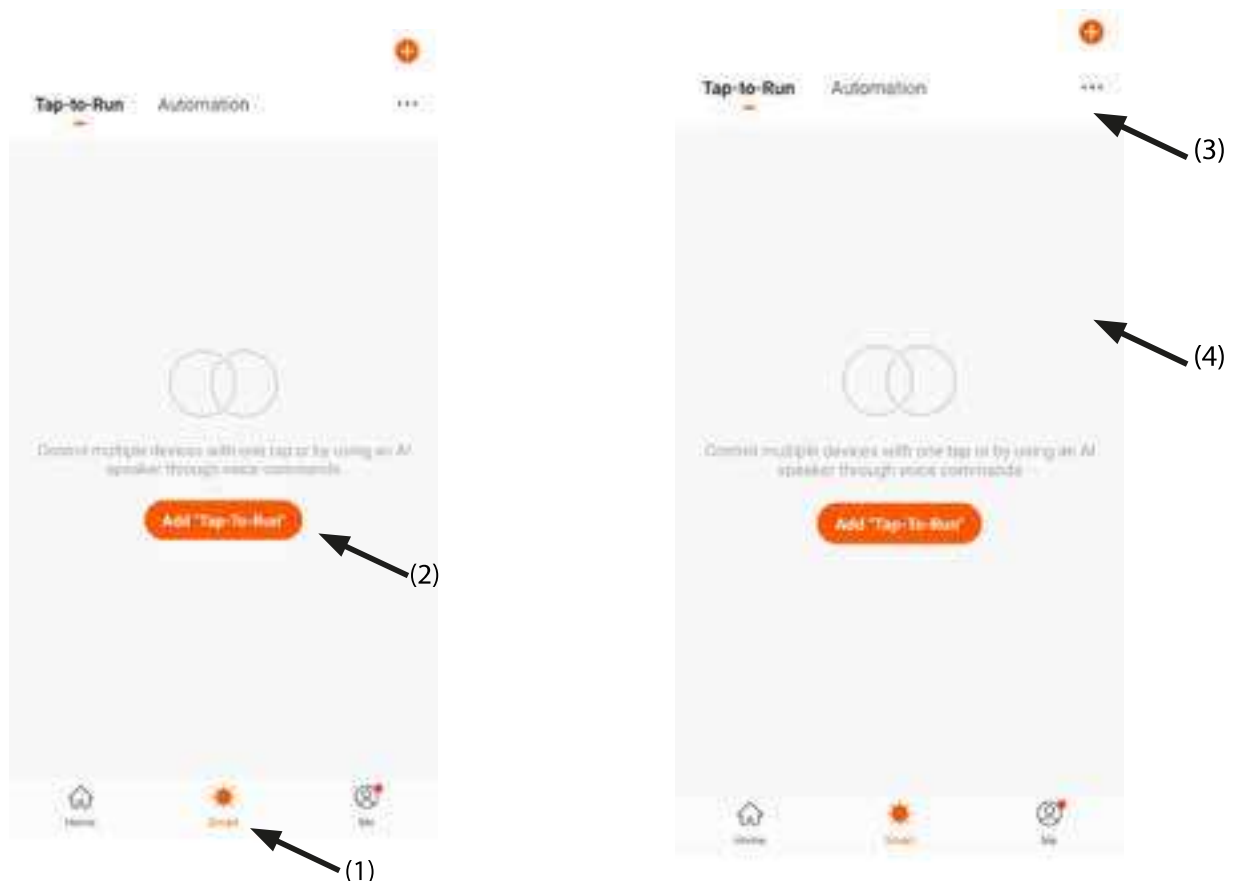 Tap-to-Run Automation ...
Control multiple devices with one tap or by using an AI
speaker through voice commands
Add "Tap-To-Run"
(2)
Home Smart Me
(1)
Tap-to-Run Automation ...
(3)
(4)
Control multiple devices with one tap or by using an AI
speaker through voice commands
Add "Tap-To-Run"
Home Smart Me